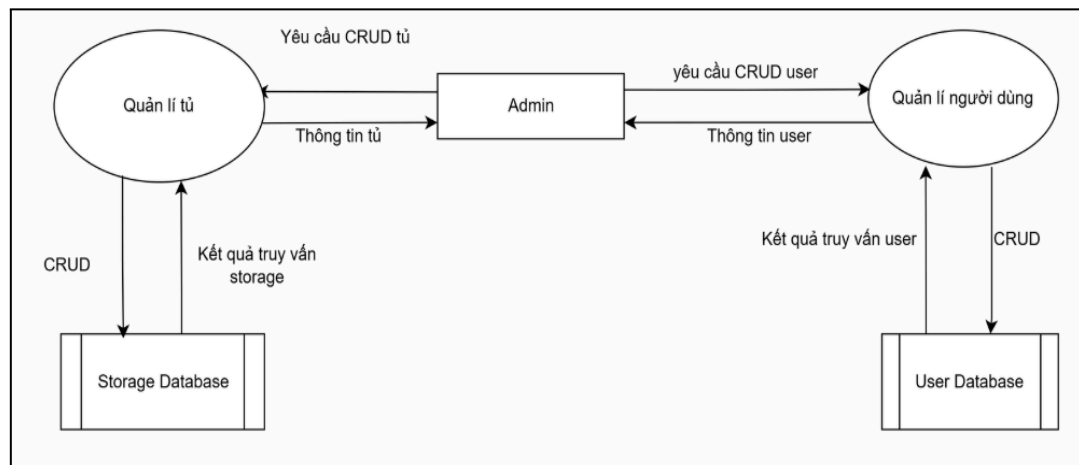 Yêu cầu CRUD tủ
yêu cầu CRUD user
Quản lí tủ
Admin
Quản lí người dùng
Thông tin tủ
Thông tin user
CRUD
Kết quả truy vấn
storage
Kết quả truy vấn user
CRUD
Storage Database
User Database